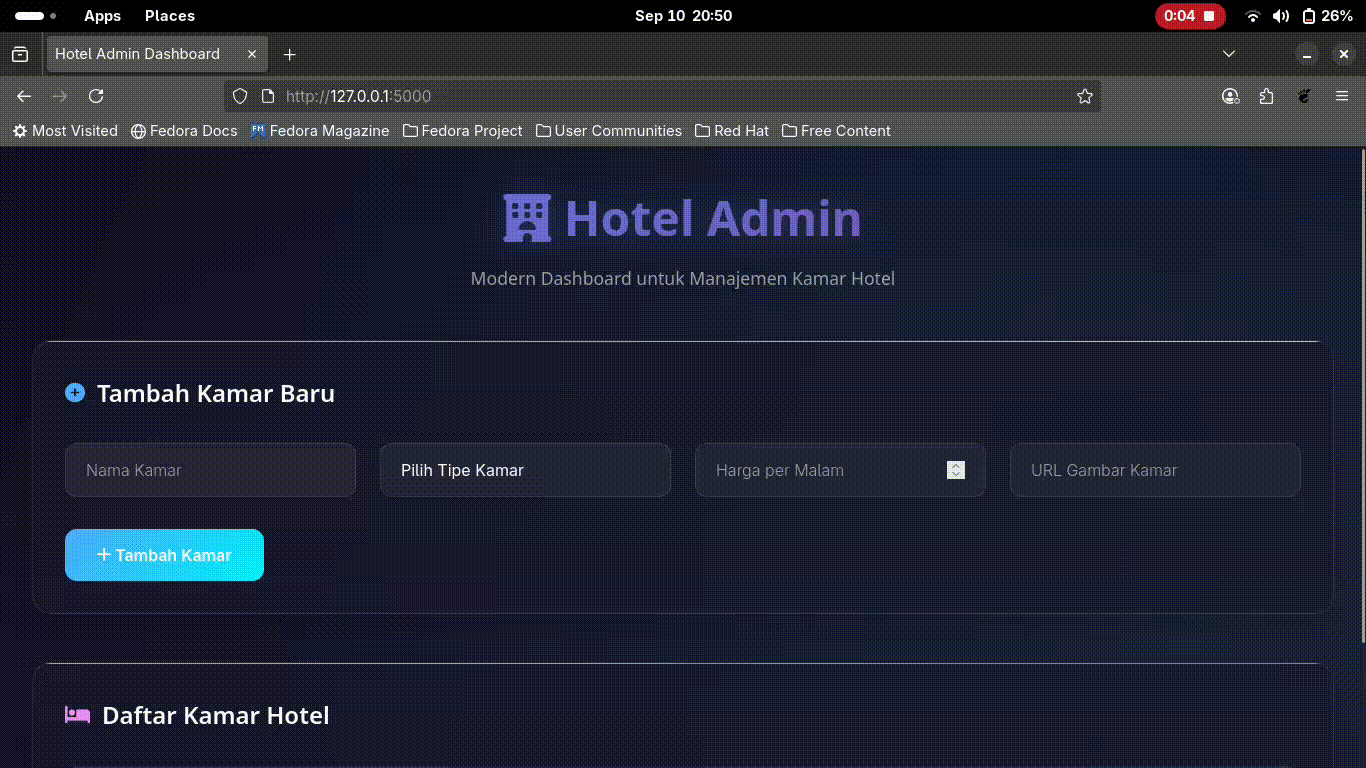 Apps Places Sep 10 20:50 0:04 26%
Hotel Admin Dashboard
http://127.0.0.1:5000
Most Visited Fedora Docs FM Fedora Magazine Fedora Project User Communities Red Hat Free Content
Hotel Admin
Modern Dashboard untuk Manajemen Kamar Hotel
Tambah Kamar Baru
Nama Kamar Pilih Tipe Kamar Harga per Malam URL Gambar Kamar
+ Tambah Kamar
Daftar Kamar Hotel